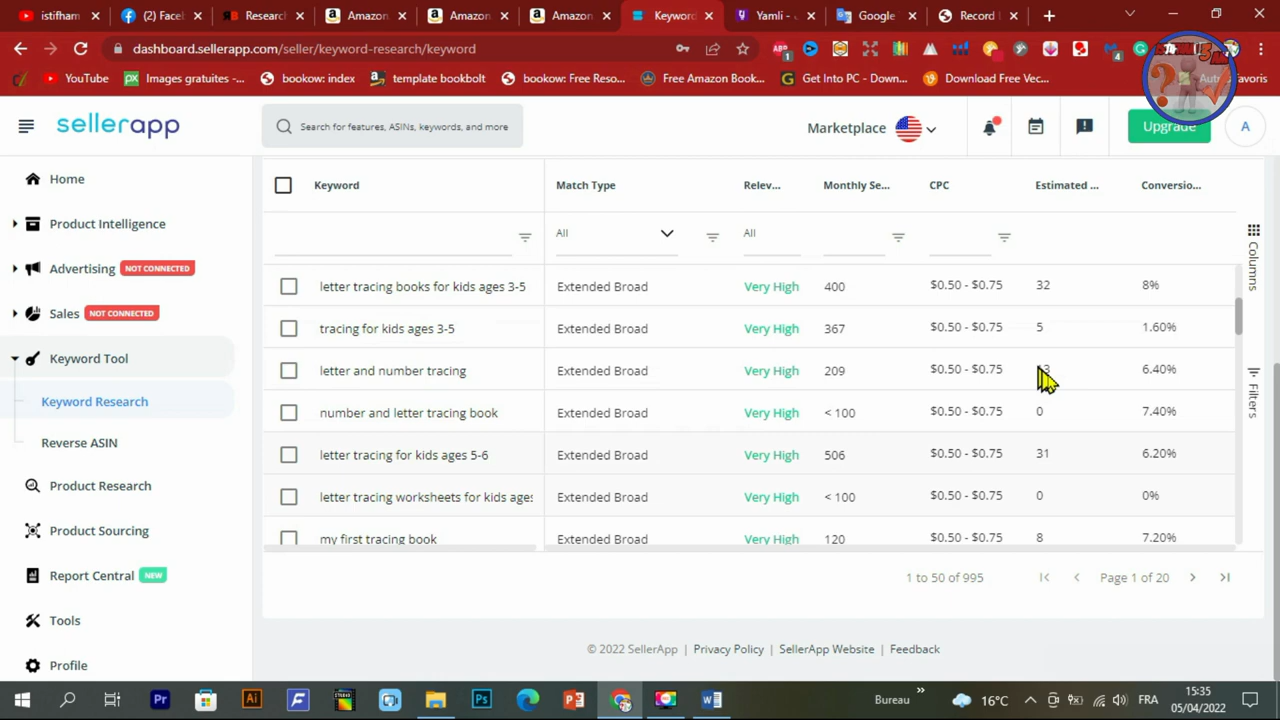 istifham
(Facel
Research
Amazon
Amazon
Amazon
Keyword
Yamli -
Google
Record
dashboard.sellerapp.com/seller/keyword-research/keyword
YouTube
Images gratuites -...
bookow: index
template bookbolt
bookow: Free Reso...
Free Amazon Book...
Get Into PC - Down...
Download Free Vec...
Favoris
sellerapp
Search for features, ASINs, keywords, and more
Marketplace
Upgrade
A
Home
Product Intelligence
Advertising NOT CONNECTED
Sales NOT CONNECTED
Keyword Tool
Keyword Research
Reverse ASIN
Product Research
Product Sourcing
Report Central NEW
Tools
Profile
Keyword Match Type Relev... Monthly Se... CPC Estimated ... Conversio...
All All
letter tracing books for kids ages 3-5 Extended Broad Very High 400 $0.50 - $0.75 32 8%
tracing for kids ages 3-5 Extended Broad Very High 367 $0.50 - $0.75 5 1.60%
letter and number tracing Extended Broad Very High 209 $0.50 - $0.75 6.40%
number and letter tracing book Extended Broad Very High < 100 $0.50 - $0.75 0 7.40%
letter tracing for kids ages 5-6 Extended Broad Very High 506 $0.50 - $0.75 31 6.20%
letter tracing worksheets for kids ages Extended Broad Very High < 100 $0.50 - $0.75 0 0%
my first tracing book Extended Broad Very High 120 $0.50 - $0.75 8 7.20%
Columns
Filters
1 to 50 of 995 Page 1 of 20
© 2022 SellerApp | Privacy Policy | SellerApp Website | Feedback
Bureau
16°C
FRA
15:35
05/04/2022